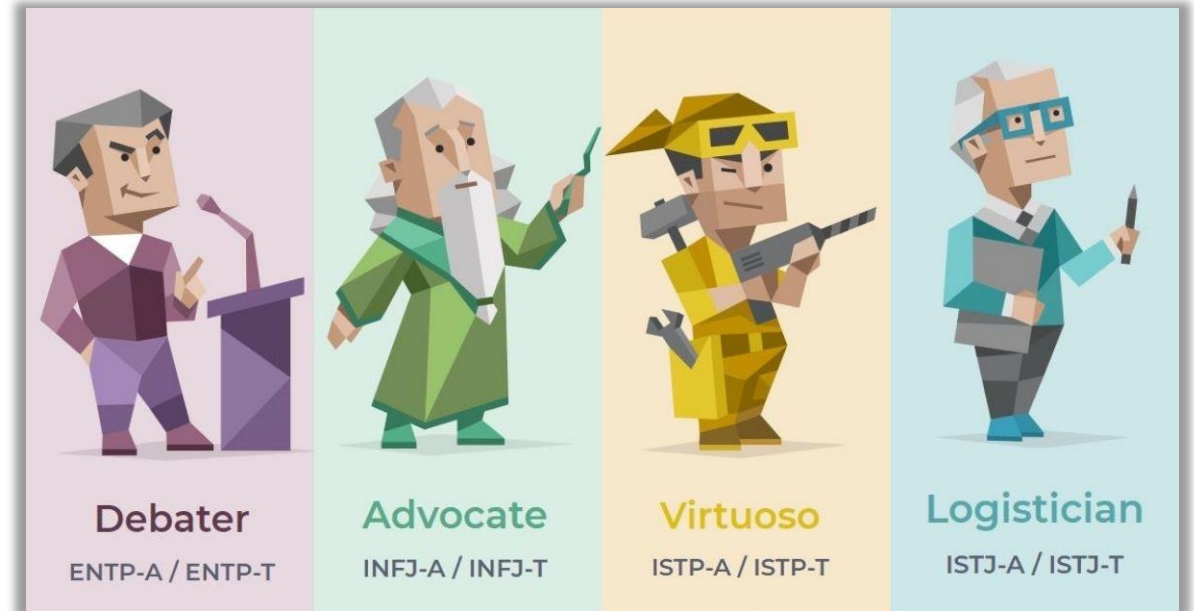 Debater
ENTP-A / ENTP-T
Advocate
INFJ-A / INFJ-T
Virtuoso
ISTP-A / ISTP-T
Logistician
ISTJ-A / ISTJ-T